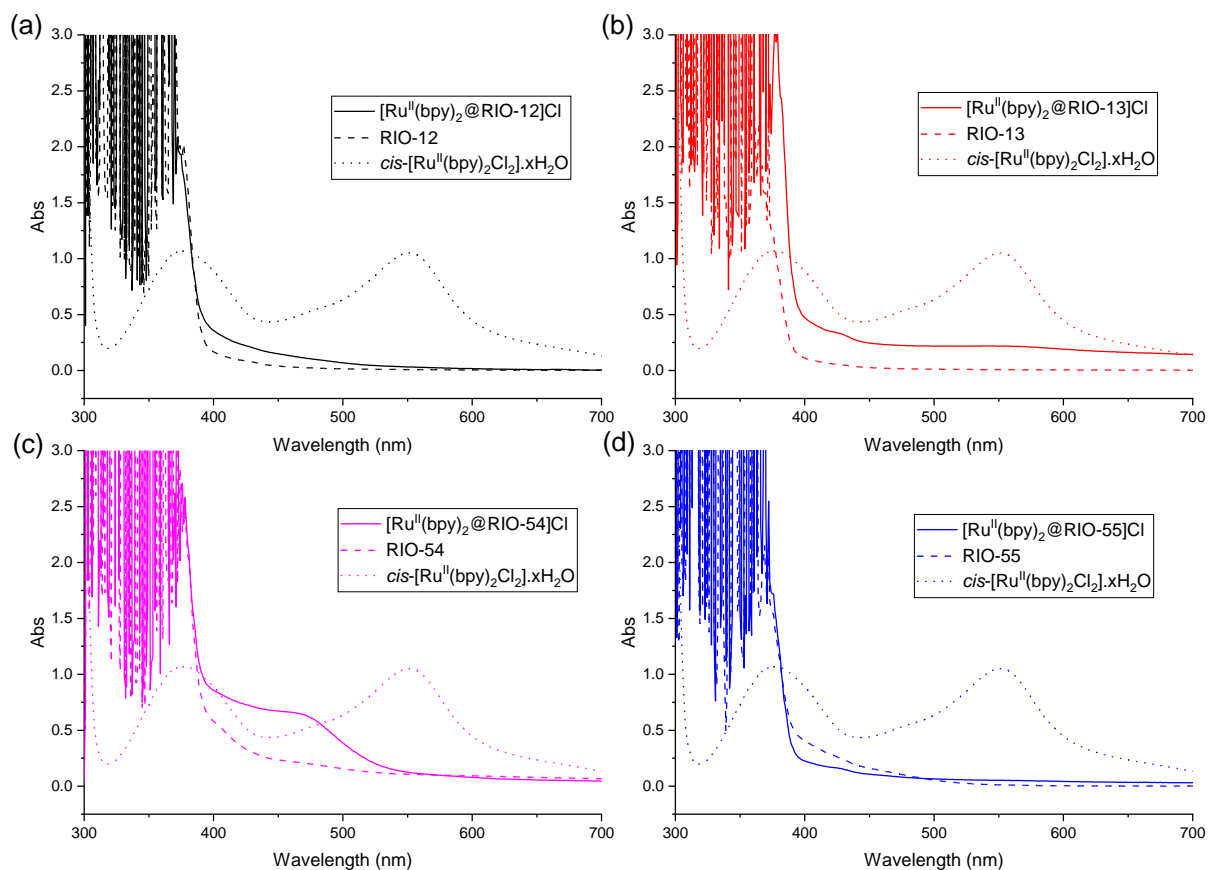 (a)
3.0
2.5
2.0
1.5
1.0
0.5
0.0
Abs
[Ruᴵᴵ(bpy)₂@RIO-12]Cl
RIO-12
cis-[Ruᴵᴵ(bpy)₂Cl₂].xH₂O
300 400 500 600 700
Wavelength (nm)
(b)
3.0
2.5
2.0
1.5
1.0
0.5
0.0
Abs
[Ruᴵᴵ(bpy)₂@RIO-13]Cl
RIO-13
cis-[Ruᴵᴵ(bpy)₂Cl₂].xH₂O
300 400 500 600 700
Wavelength (nm)
(c)
3.0
2.5
2.0
1.5
1.0
0.5
0.0
Abs
[Ruᴵᴵ(bpy)₂@RIO-54]Cl
RIO-54
cis-[Ruᴵᴵ(bpy)₂Cl₂].xH₂O
300 400 500 600 700
Wavelength (nm)
(d)
3.0
2.5
2.0
1.5
1.0
0.5
0.0
Abs
[Ruᴵᴵ(bpy)₂@RIO-55]Cl
RIO-55
cis-[Ruᴵᴵ(bpy)₂Cl₂].xH₂O
300 400 500 600 700
Wavelength (nm)